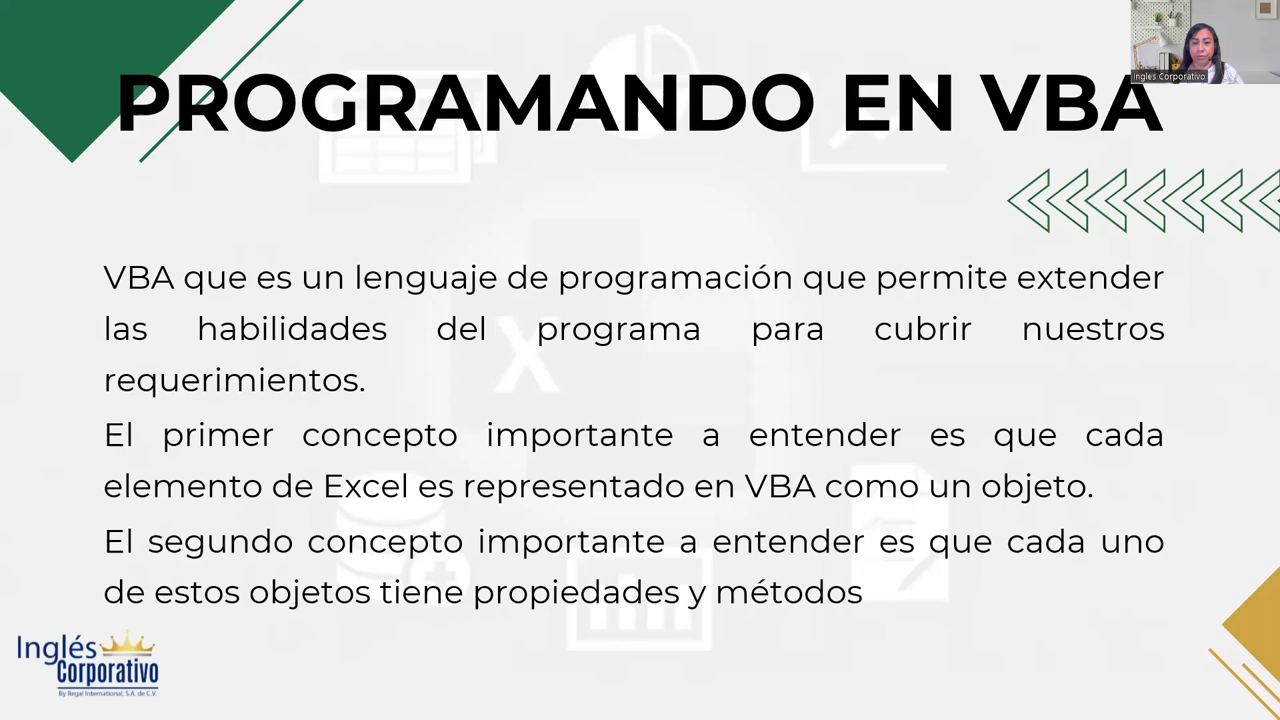 Inglés Corporativo
PROGRAMANDO EN VBA
VBA que es un lenguaje de programación que permite extender
las habilidades del programa para cubrir nuestros
requerimientos.
El primer concepto importante a entender es que cada
elemento de Excel es representado en VBA como un objeto.
El segundo concepto importante a entender es que cada uno
de estos objetos tiene propiedades y métodos
X
Inglés
Corporativo
By Regal International, S.A. de C.V.